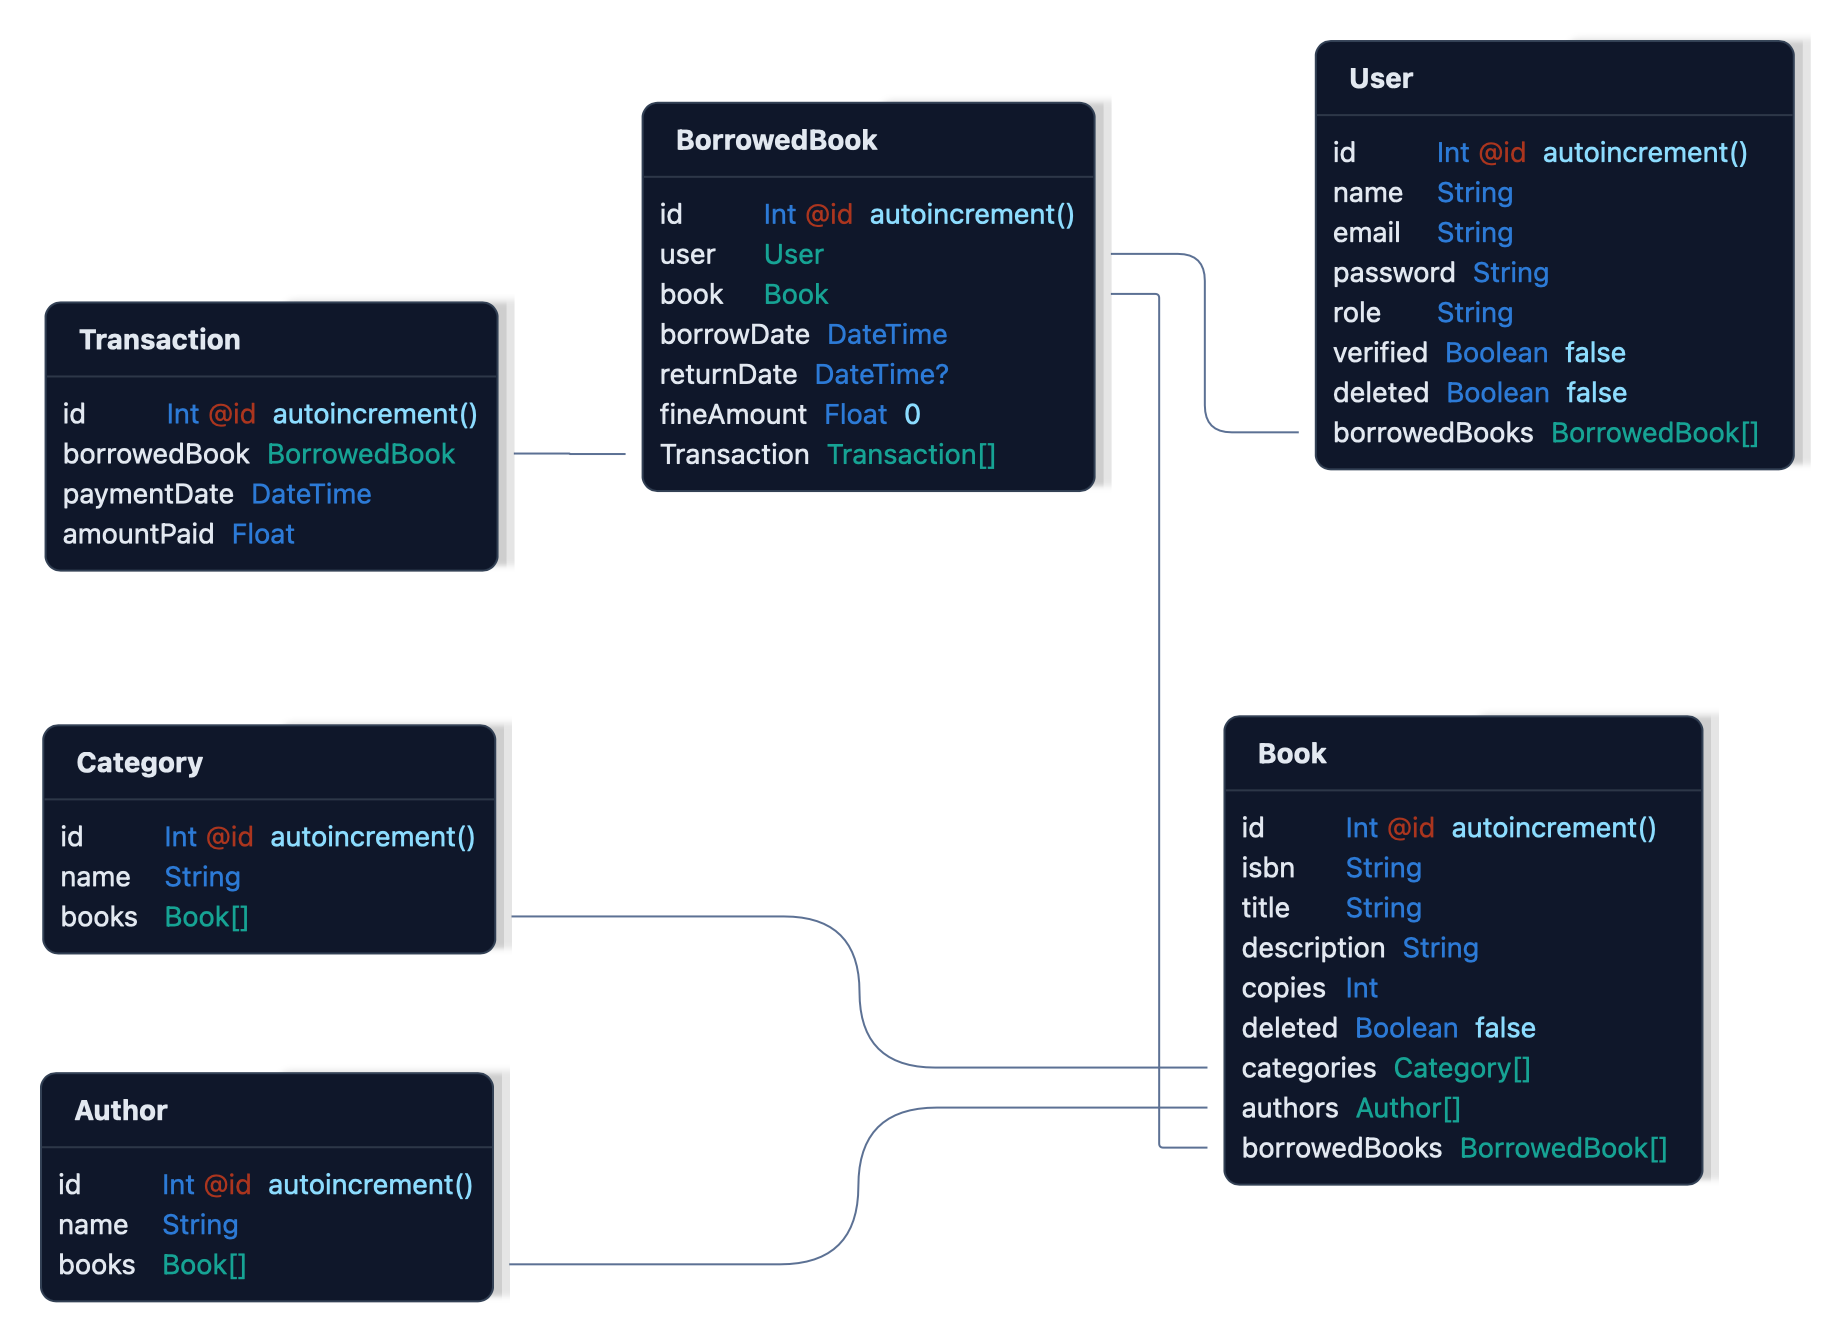 User
id Int @id autoincrement()
name String
email String
password String
role String
verified Boolean false
deleted Boolean false
borrowedBooks BorrowedBook[]
BorrowedBook
id Int @id autoincrement()
user User
book Book
borrowDate DateTime
returnDate DateTime?
fineAmount Float 0
Transaction Transaction[]
Transaction
id Int @id autoincrement()
borrowedBook BorrowedBook
paymentDate DateTime
amountPaid Float
Category
id Int @id autoincrement()
name String
books Book[]
Book
id Int @id autoincrement()
isbn String
title String
description String
copies Int
deleted Boolean false
categories Category[]
authors Author[]
borrowedBooks BorrowedBook[]
Author
id Int @id autoincrement()
name String
books Book[]